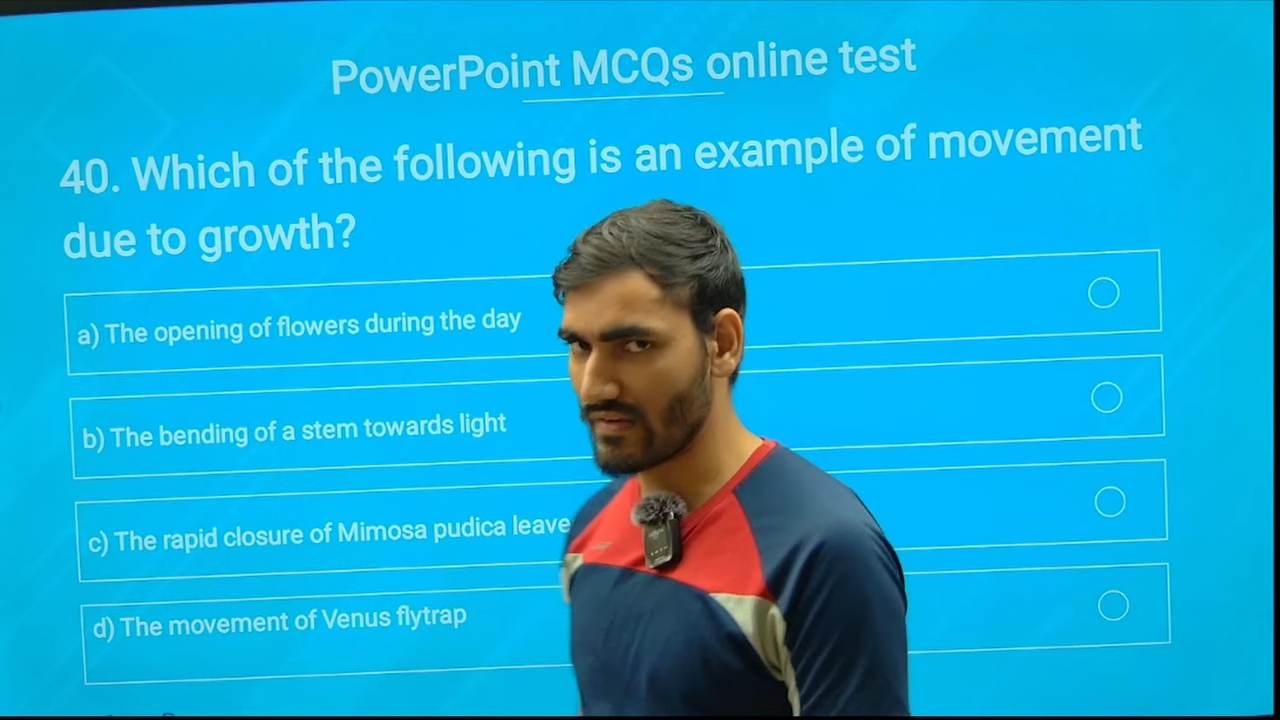 PowerPoint MCQs online test
40. Which of the following is an example of movement
due to growth?
a) The opening of flowers during the day
b) The bending of a stem towards light
c) The rapid closure of Mimosa pudica leave
d) The movement of Venus flytrap